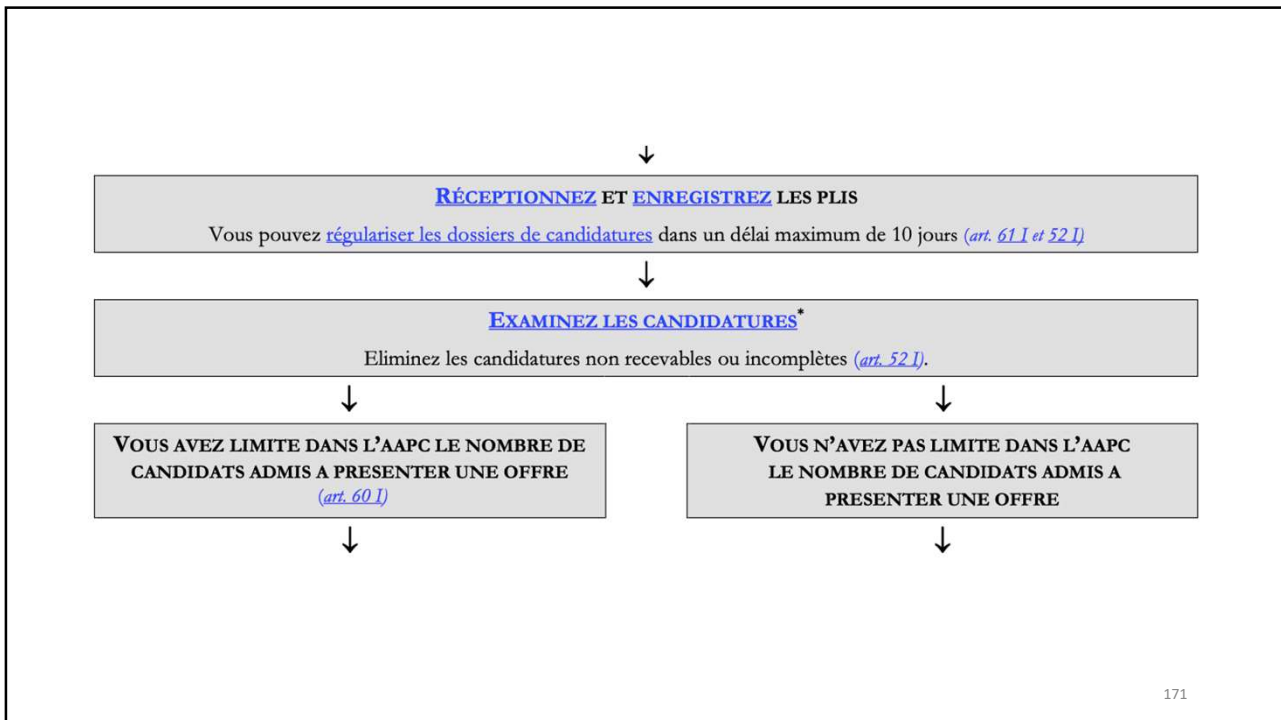 RÉCEPTIONNEZ ET ENREGISTREZ LES PLIS
Vous pouvez régulariser les dossiers de candidatures dans un délai maximum de 10 jours (art. 61 I et 52 I)
EXAMINEZ LES CANDIDATURES*
Eliminez les candidatures non recevables ou incomplètes (art. 52 I).
VOUS AVEZ LIMITE DANS L'AAPC LE NOMBRE DE
CANDIDATS ADMIS A PRESENTER UNE OFFRE
(art. 60 I)
VOUS N'AVEZ PAS LIMITE DANS L'AAPC
LE NOMBRE DE CANDIDATS ADMIS A
PRESENTER UNE OFFRE
171